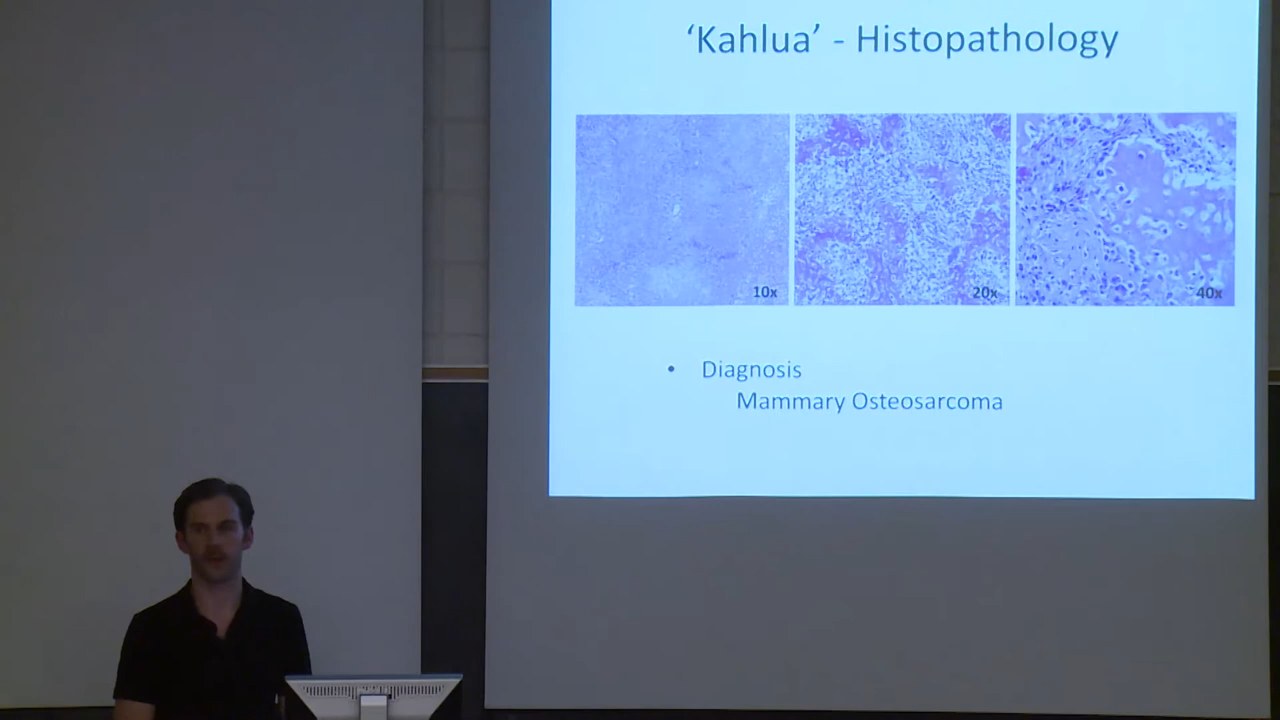 ‘Kahlua’ - Histopathology
10x
20x
40x
• Diagnosis
Mammary Osteosarcoma